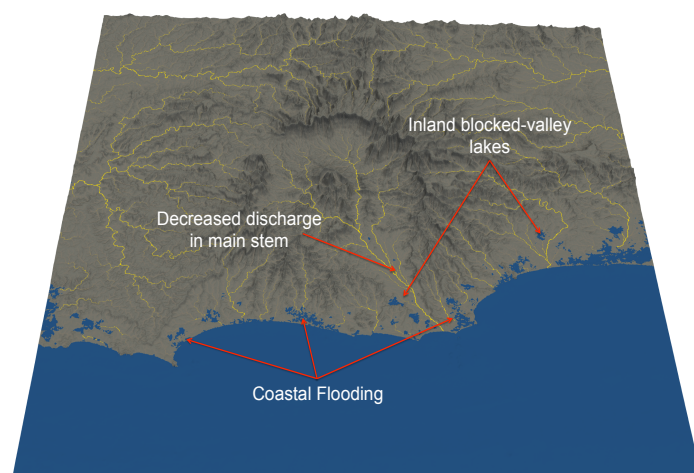 Inland blocked-valley
lakes
Decreased discharge
in main stem
Coastal Flooding